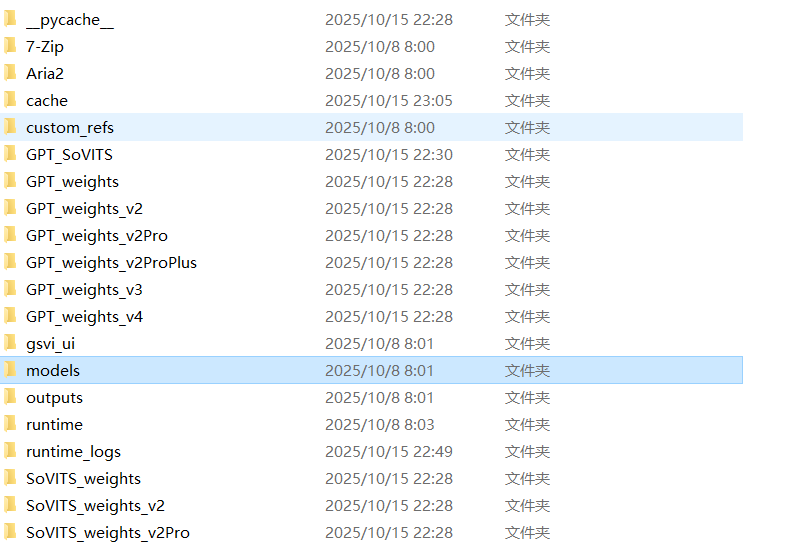 __pycache__ 2025/10/15 22:28 文件夹
7-Zip 2025/10/8 8:00 文件夹
Aria2 2025/10/8 8:00 文件夹
cache 2025/10/15 23:05 文件夹
custom_refs 2025/10/8 8:00 文件夹
GPT_SoVITS 2025/10/15 22:30 文件夹
GPT_weights 2025/10/15 22:28 文件夹
GPT_weights_v2 2025/10/15 22:28 文件夹
GPT_weights_v2Pro 2025/10/15 22:28 文件夹
GPT_weights_v2ProPlus 2025/10/15 22:28 文件夹
GPT_weights_v3 2025/10/15 22:28 文件夹
GPT_weights_v4 2025/10/15 22:28 文件夹
gsvi_ui 2025/10/8 8:01 文件夹
models 2025/10/8 8:01 文件夹
outputs 2025/10/8 8:01 文件夹
runtime 2025/10/8 8:03 文件夹
runtime_logs 2025/10/15 22:49 文件夹
SoVITS_weights 2025/10/15 22:28 文件夹
SoVITS_weights_v2 2025/10/15 22:28 文件夹
SoVITS_weights_v2Pro 2025/10/15 22:28 文件夹